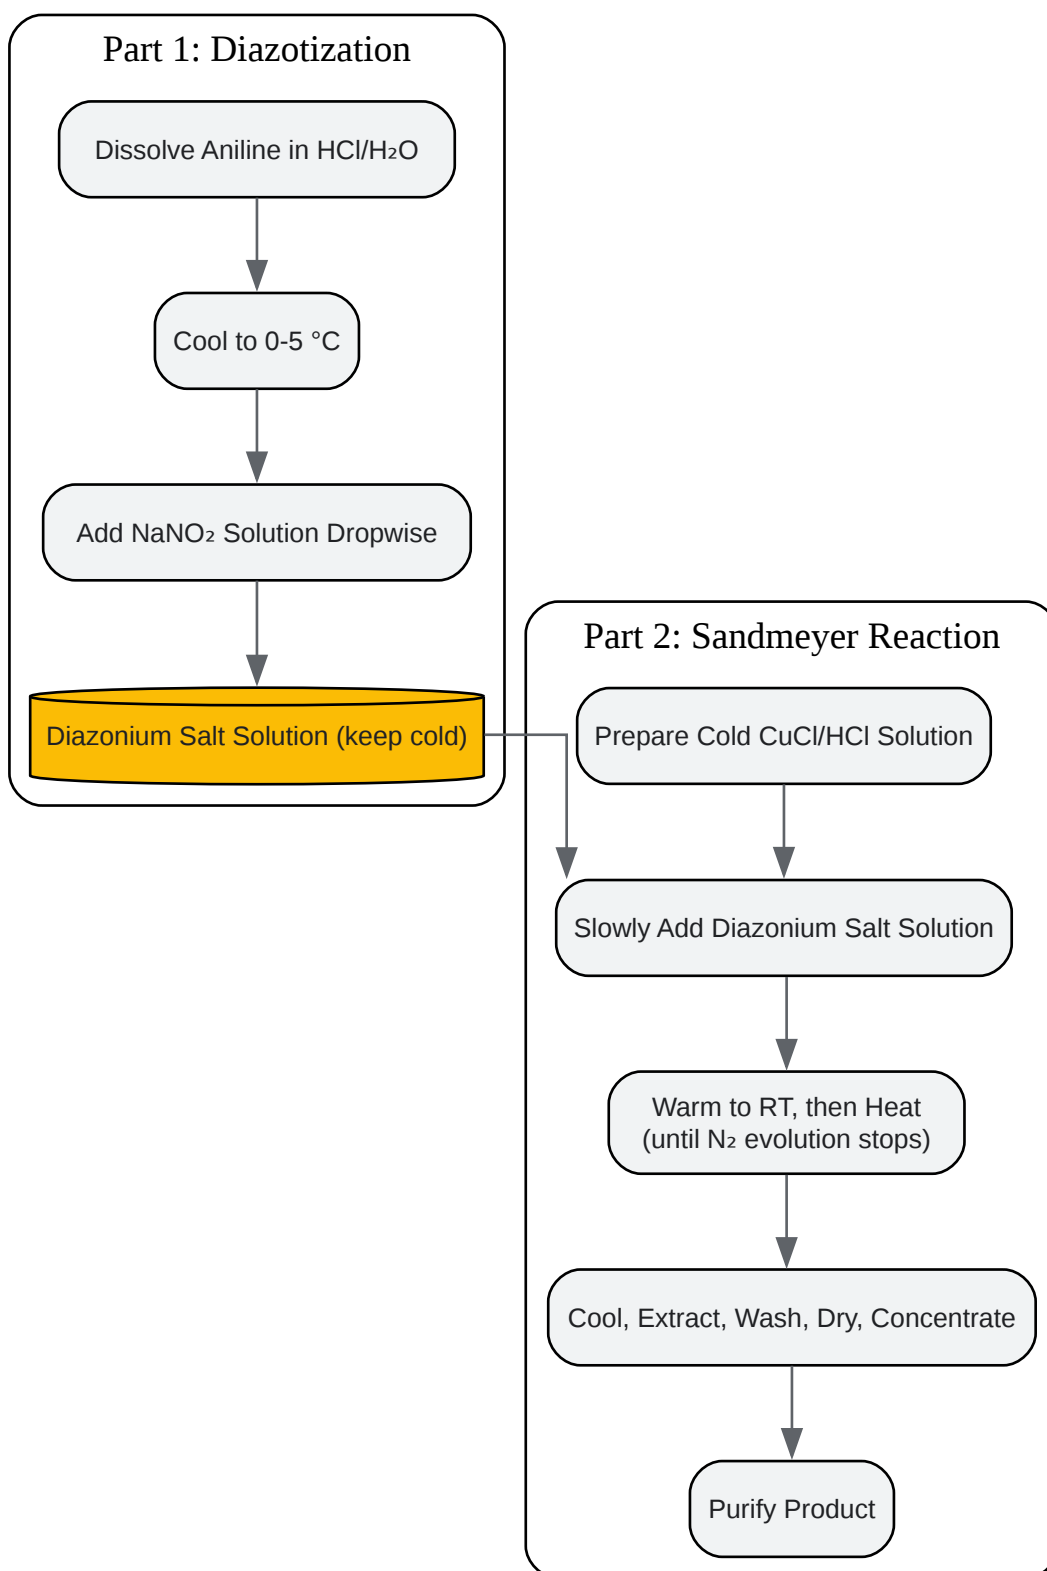 Part 1: Diazotization
Dissolve Aniline in HCl/H₂O
Cool to 0-5 °C
Add NaNO₂ Solution Dropwise
Diazonium Salt Solution (keep cold)
Part 2: Sandmeyer Reaction
Prepare Cold CuCl/HCl Solution
Slowly Add Diazonium Salt Solution
Warm to RT, then Heat
(until N₂ evolution stops)
Cool, Extract, Wash, Dry, Concentrate
Purify Product